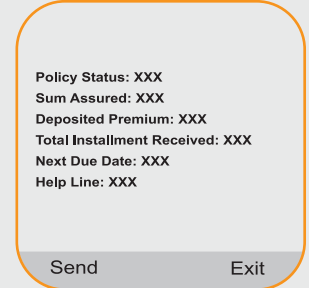 Policy Status: XXX
Sum Assured: XXX
Deposited Premium: XXX
Total Installment Received: XXX
Next Due Date: XXX
Help Line: XXX
Send Exit